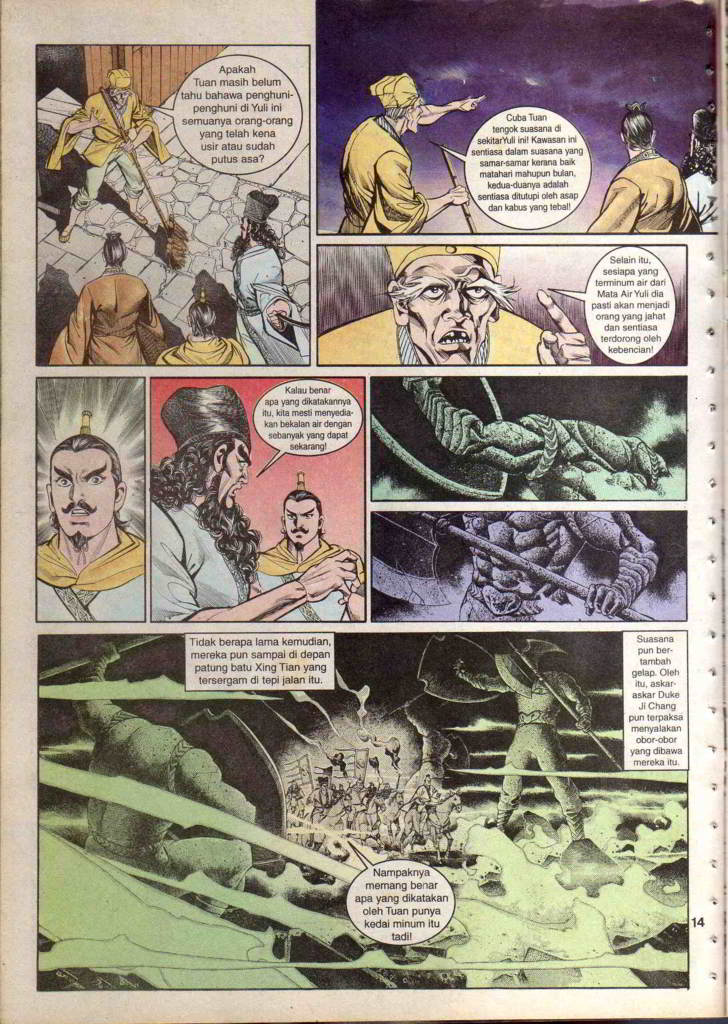 Apakah
Tuan masih belum
tahu bahawa penghuni-
penghuni di Yuli ini
semuanya orang-orang
yang telah kena
usir atau sudah
putus asa?
Cuba Tuan
tengok suasana di
sekitarYuli ini! Kawasan ini
sentiasa dalam suasana yang
samar-samar kerana baik
matahari mahupun bulan,
kedua-duanya adalah
sentiasa ditutupi oleh asap
dan kabus yang tebal!
Selain itu,
sesiapa yang
terminum air dari
Mata Air Yuli dia
pasti akan menjadi
orang yang jahat
dan sentiasa
terdorong oleh
kebencian!
Kalau benar
apa yang dikatakannya
itu, kita mesti menyedia-
kan bekalan air dengan
sebanyak yang dapat
sekarang!
Tidak berapa lama kemudian,
mereka pun sampai di depan
patung batu Xing Tian yang
tersergam di tepi jalan itu.
Suasana
pun ber-
tambah
gelap. Oleh
itu, askar-
askar Duke
Ji Chang
pun terpaksa
menyalakan
obor-obor
yang dibawa
mereka itu.
Nampaknya
memang benar
apa yang dikatakan
oleh Tuan punya
kedai minum itu
tadi!
14